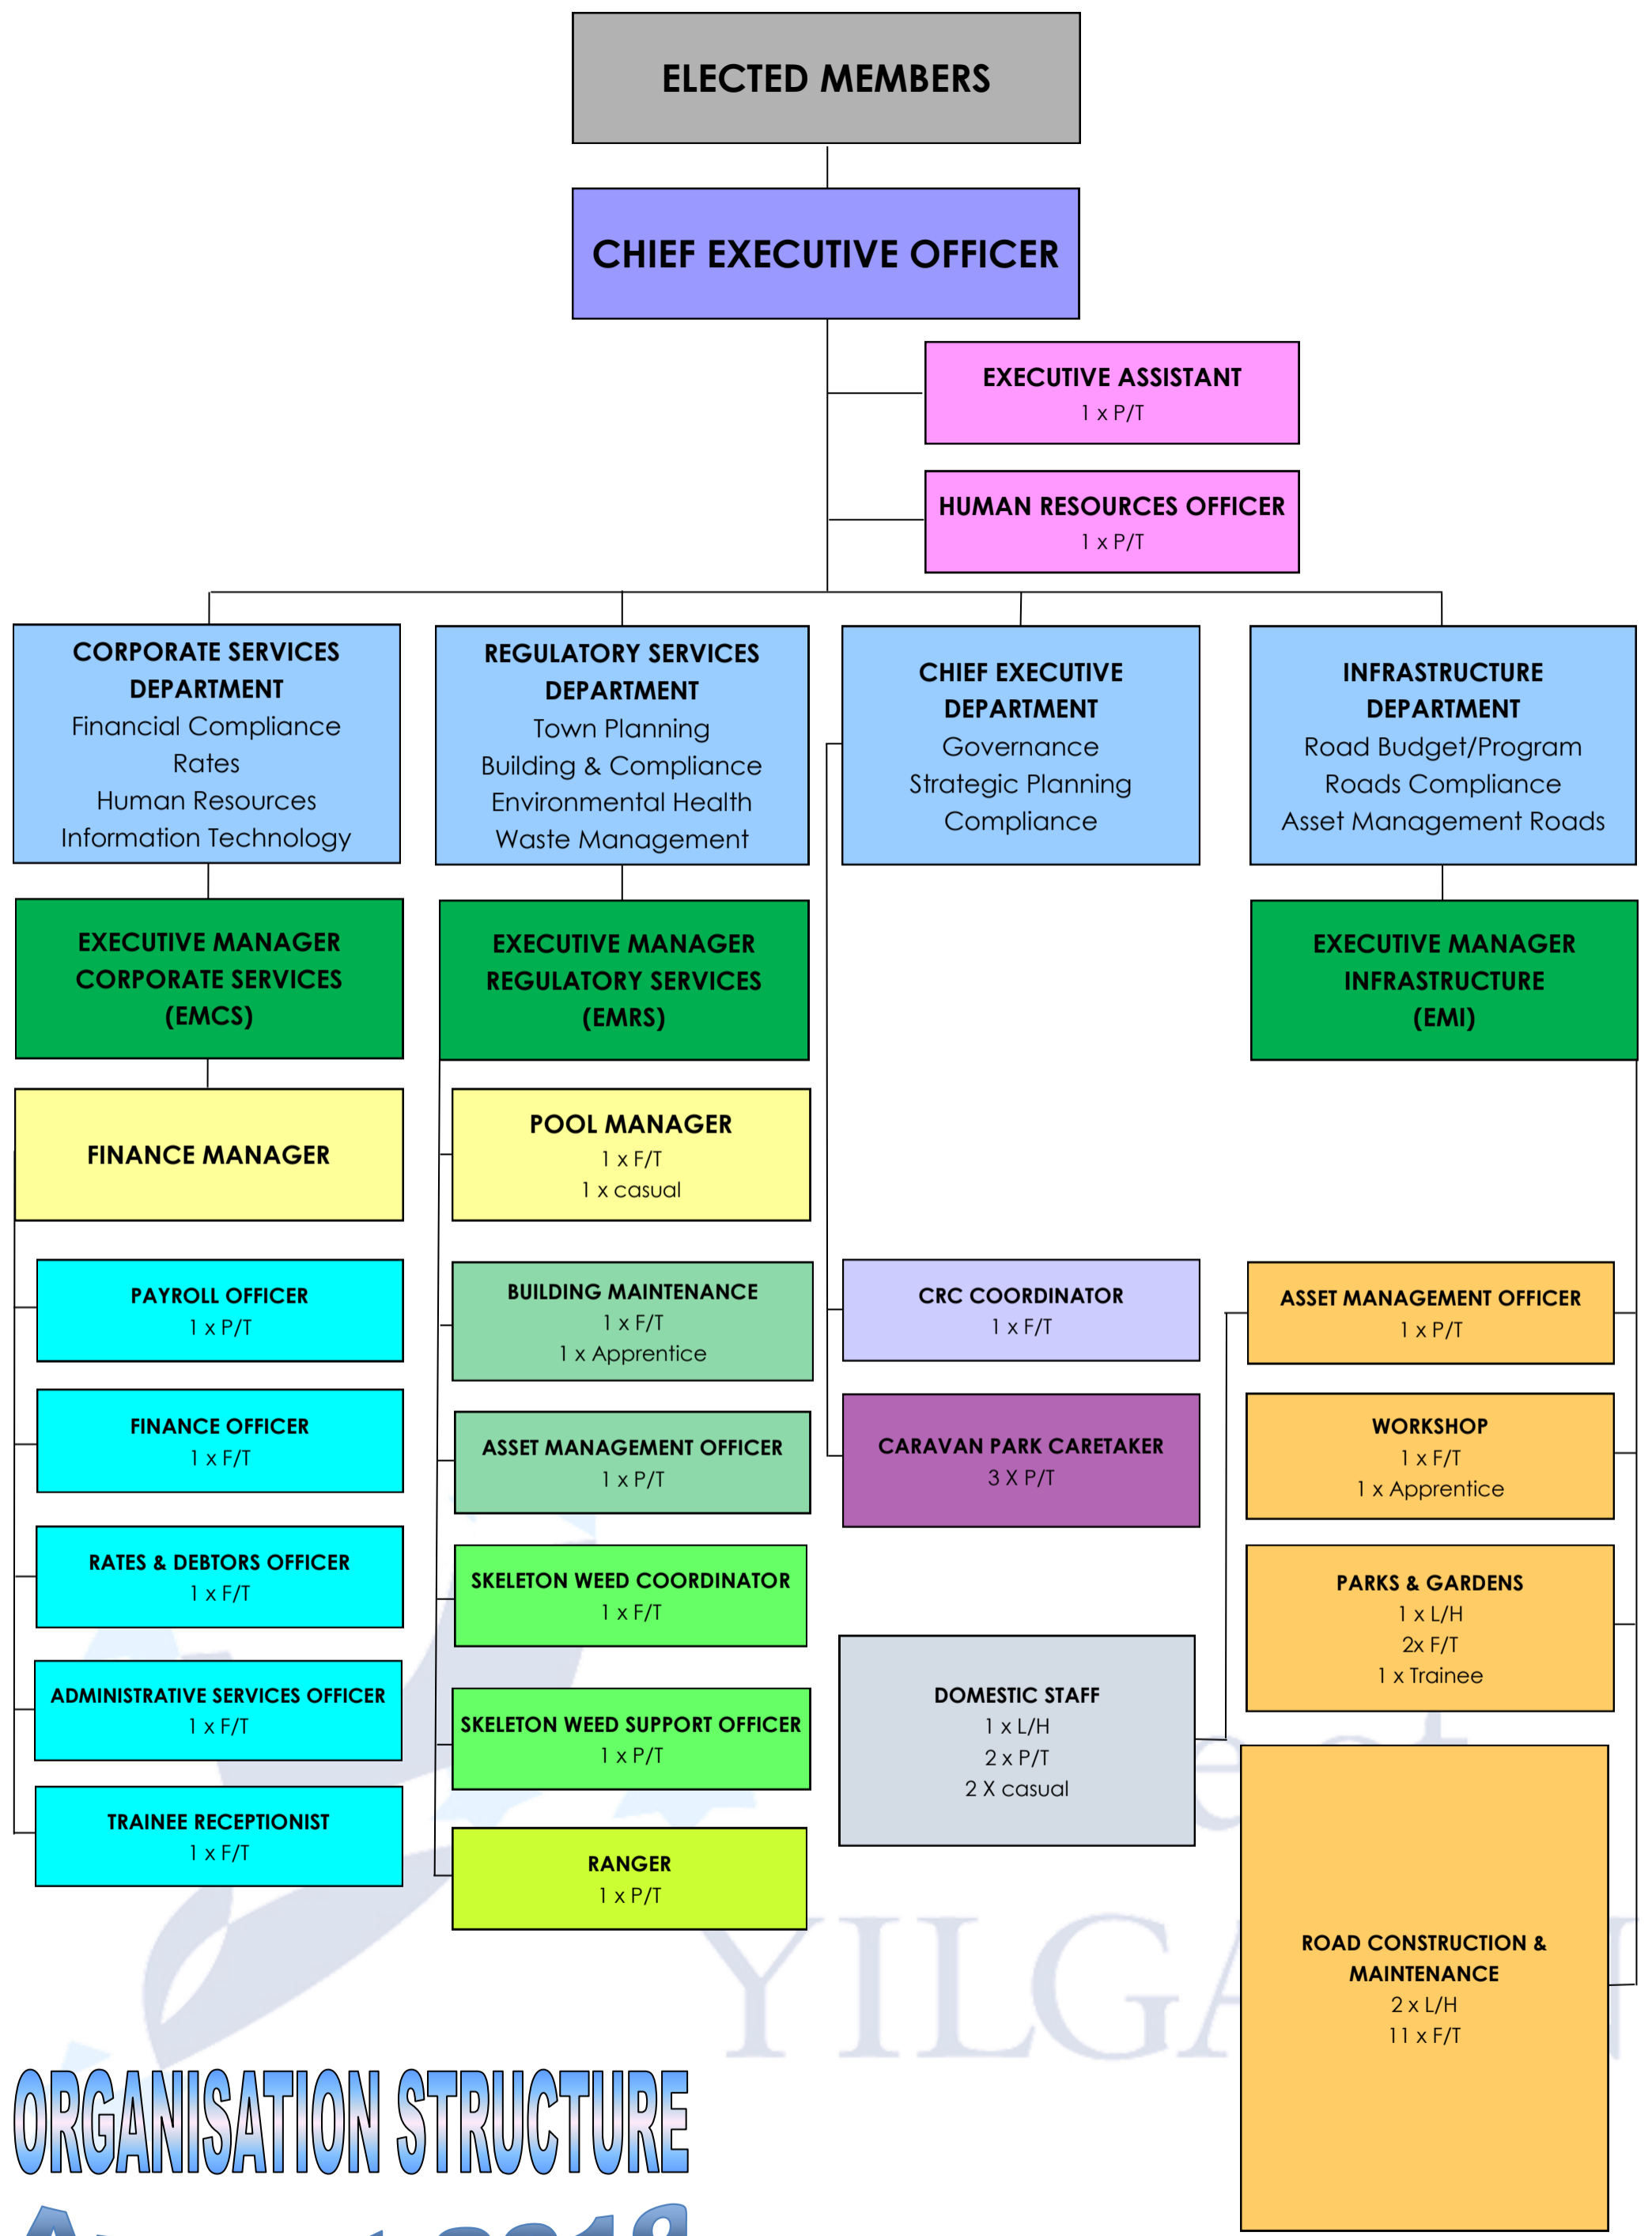 ELECTED MEMBERS
CHIEF EXECUTIVE OFFICER
EXECUTIVE ASSISTANT
1 x P/T
HUMAN RESOURCES OFFICER
1 x P/T
CORPORATE SERVICES
DEPARTMENT
Financial Compliance
Rates
Human Resources
Information Technology
REGULATORY SERVICES
DEPARTMENT
Town Planning
Building & Compliance
Environmental Health
Waste Management
CHIEF EXECUTIVE
DEPARTMENT
Governance
Strategic Planning
Compliance
INFRASTRUCTURE
DEPARTMENT
Road Budget/Program
Roads Compliance
Asset Management Roads
EXECUTIVE MANAGER
CORPORATE SERVICES
(EMCS)
EXECUTIVE MANAGER
REGULATORY SERVICES
(EMRS)
EXECUTIVE MANAGER
INFRASTRUCTURE
(EMI)
FINANCE MANAGER
POOL MANAGER
1 x F/T
1 x casual
PAYROLL OFFICER
1 x P/T
FINANCE OFFICER
1 x F/T
RATES & DEBTORS OFFICER
1 x F/T
ADMINISTRATIVE SERVICES OFFICER
1 x F/T
TRAINEE RECEPTIONIST
1 x F/T
BUILDING MAINTENANCE
1 x F/T
1 x Apprentice
ASSET MANAGEMENT OFFICER
1 x P/T
SKELETON WEED COORDINATOR
1 x F/T
SKELETON WEED SUPPORT OFFICER
1 x P/T
RANGER
1 x P/T
CRC COORDINATOR
1 x F/T
CARAVAN PARK CARETAKER
3 X P/T
DOMESTIC STAFF
1 x L/H
2 x P/T
2 X casual
ASSET MANAGEMENT OFFICER
1 x P/T
WORKSHOP
1 x F/T
1 x Apprentice
PARKS & GARDENS
1 x L/H
2x F/T
1 x Trainee
ROAD CONSTRUCTION &
MAINTENANCE
2 x L/H
11 x F/T
ORGANISATION STRUCTURE